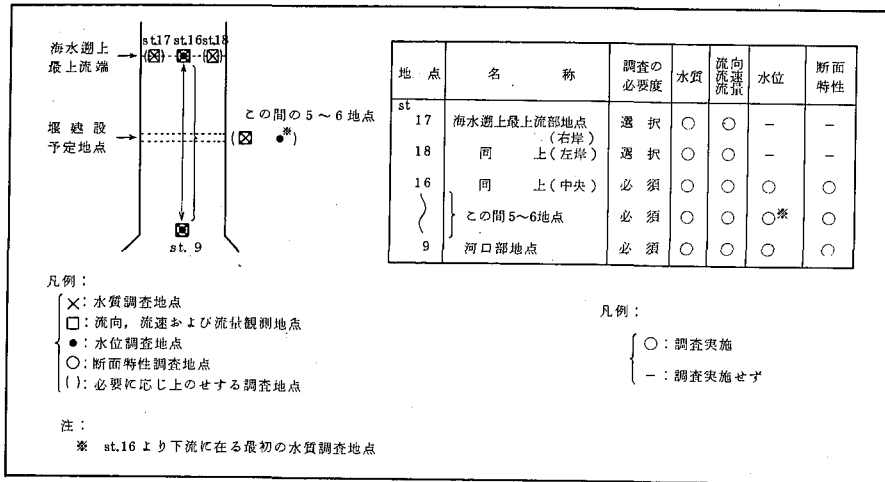 st.17 st.16 st.18
海水遡上
最上流端
この間の5～6地点
堰建設
予定地点
※
st. 9
地点 名称 調査の必要度 水質 流向流速流量 水位 断面特性
st
17 海水遡上最上流部地点(右岸) 選択 ○ ○ － －
18 同上(左岸) 選択 ○ ○ － －
16 同上(中央) 必須 ○ ○ ○ ○
この間5～6地点 必須 ○ ○ ○※ ○
9 河口部地点 必須 ○ ○ ○ ○
凡例：
×：水質調査地点
□：流向，流速および流量観測地点
●：水位調査地点
○：断面特性調査地点
( )：必要に応じ上のせする調査地点
凡例：
○：調査実施
－：調査実施せず
注：
※ st.16より下流に在る最初の水質調査地点